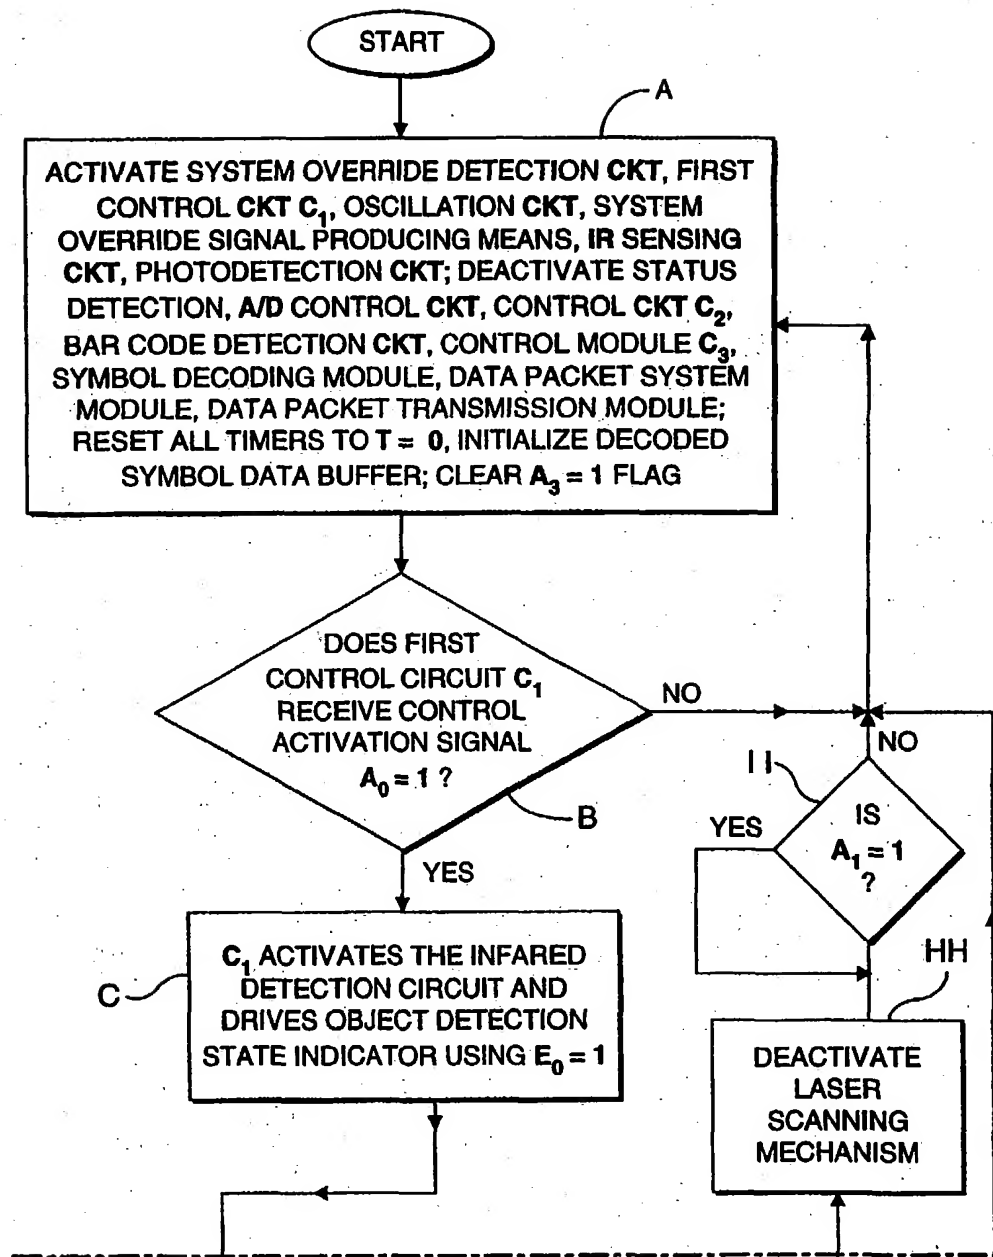 START
A
ACTIVATE SYSTEM OVERRIDE DETECTION CKT, FIRST
CONTROL CKT C₁, OSCILLATION CKT, SYSTEM
OVERRIDE SIGNAL PRODUCING MEANS, IR SENSING
CKT, PHOTODETECTION CKT; DEACTIVATE STATUS
DETECTION, A/D CONTROL CKT, CONTROL CKT C₂,
BAR CODE DETECTION CKT, CONTROL MODULE C₃,
SYMBOL DECODING MODULE, DATA PACKET SYSTEM
MODULE, DATA PACKET TRANSMISSION MODULE;
RESET ALL TIMERS TO T = 0, INITIALIZE DECODED
SYMBOL DATA BUFFER; CLEAR A₃ = 1 FLAG
DOES FIRST
CONTROL CIRCUIT C₁
RECEIVE CONTROL
ACTIVATION SIGNAL
A₀ = 1 ?
NO
B
YES
NO
II
YES
IS
A₁ = 1
?
C₁ ACTIVATES THE INFARED
DETECTION CIRCUIT AND
DRIVES OBJECT DETECTION
STATE INDICATOR USING E₀ = 1
C
HH
DEACTIVATE
LASER
SCANNING
MECHANISM